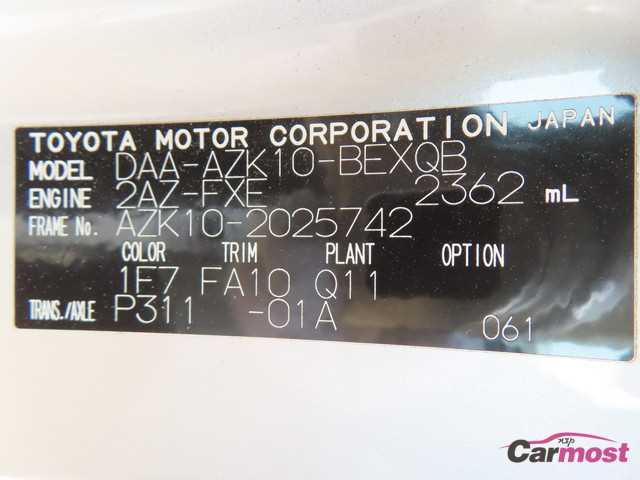 TOYOTA MOTOR CORPORATION JAPAN
MODEL DAA-AZK10-BEXQB
ENGINE 2AZ-FXE 2362 mL
FRAME No. AZK10-2025742
COLOR TRIM PLANT OPTION
1F7 FA10 Q11
TRANS./AXLE P311 -01A 061
Carmost